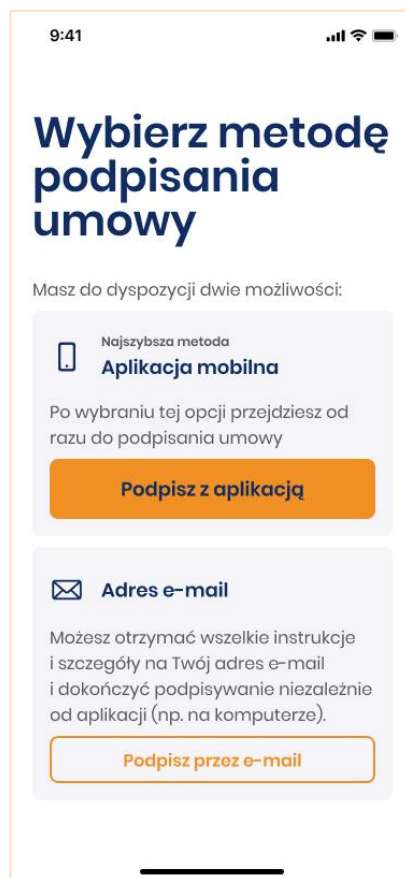 9:41
Wybierz metodę
podpisania
umowy
Masz do dyspozycji dwie możliwości:
Najszybsza metoda
Aplikacja mobilna
Po wybraniu tej opcji przejdziesz od
razu do podpisania umowy
Podpisz z aplikacją
Adres e-mail
Możesz otrzymać wszelkie instrukcje
i szczegóły na Twój adres e-mail
i dokończyć podpisywanie niezależnie
od aplikacji (np. na komputerze).
Podpisz przez e-mail